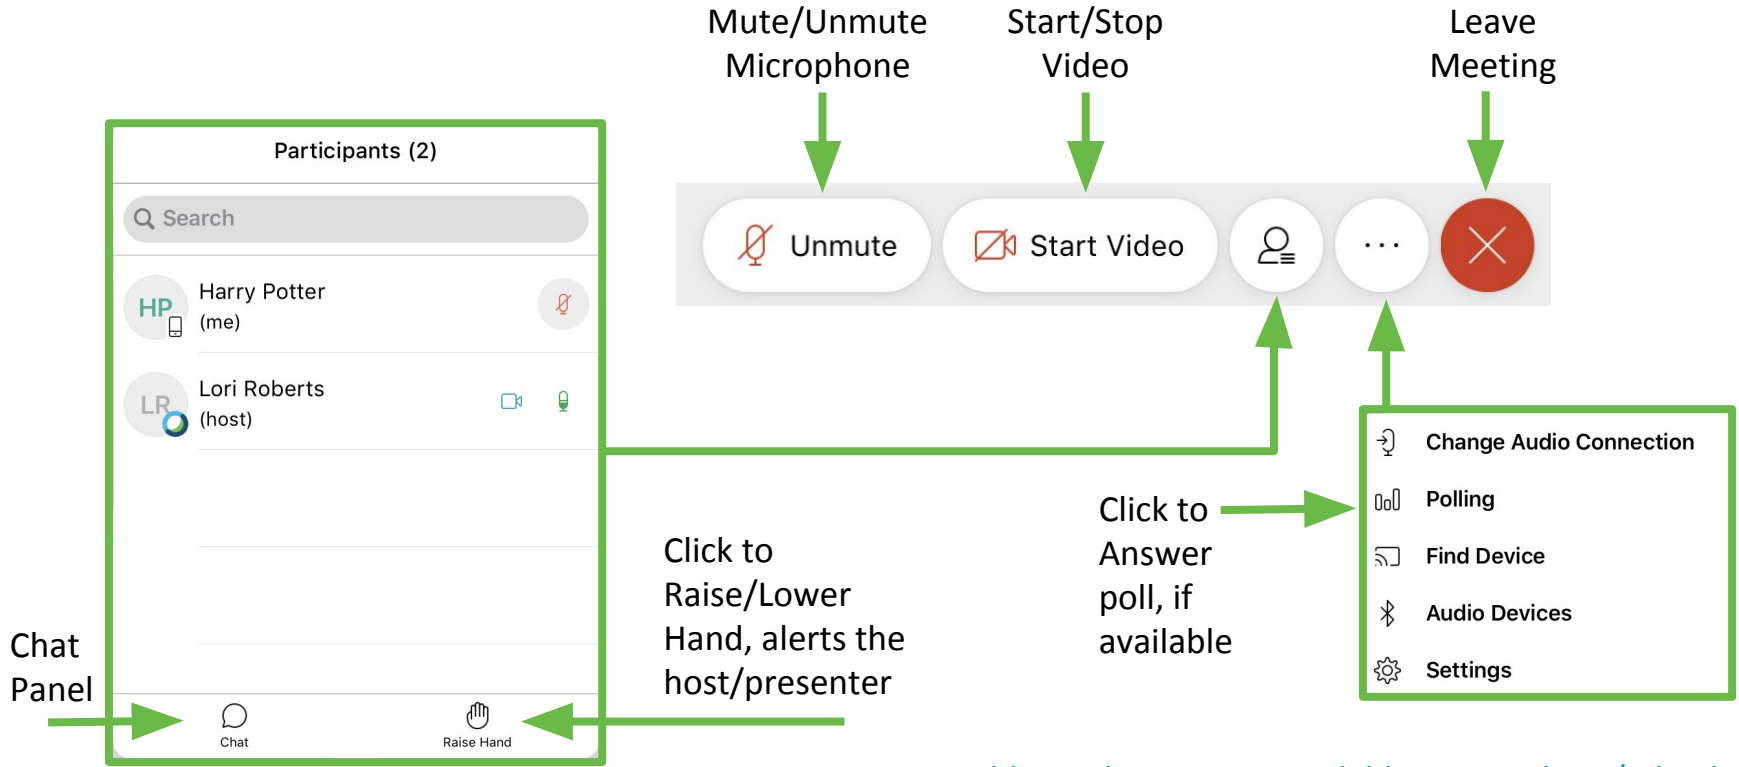 Mute/Unmute
Microphone
Start/Stop
Video
Leave
Meeting
Participants (2)
Search
HP
Harry Potter
(me)
LR
Lori Roberts
(host)
Chat
Raise Hand
Chat
Panel
Click to
Raise/Lower
Hand, alerts the
host/presenter
Unmute
Start Video
Click to
Answer
poll, if
available
Change Audio Connection
Polling
Find Device
Audio Devices
Settings